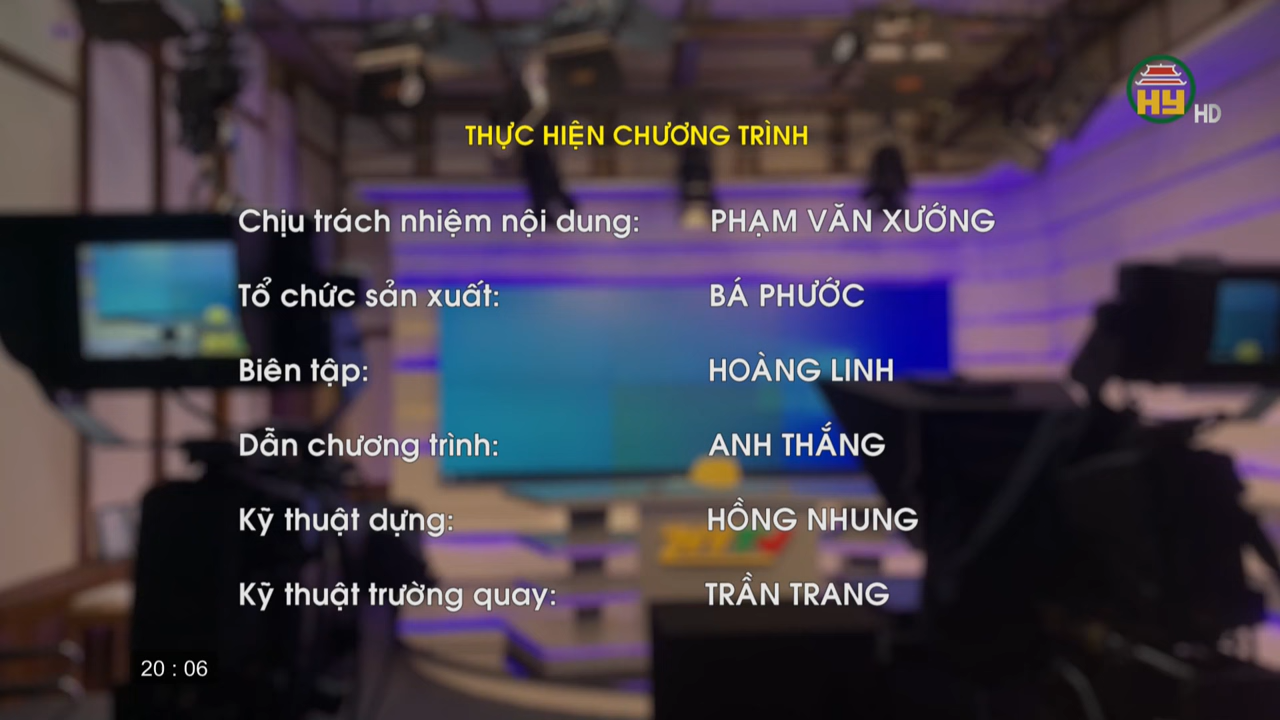 HY HD
THỰC HIỆN CHƯƠNG TRÌNH
Chịu trách nhiệm nội dung: PHẠM VĂN XƯỚNG
Tổ chức sản xuất: BÁ PHƯỚC
Biên tập: HOÀNG LINH
Dẫn chương trình: ANH THẮNG
Kỹ thuật dựng: HỒNG NHUNG
Kỹ thuật trường quay: TRẦN TRANG
20 : 06